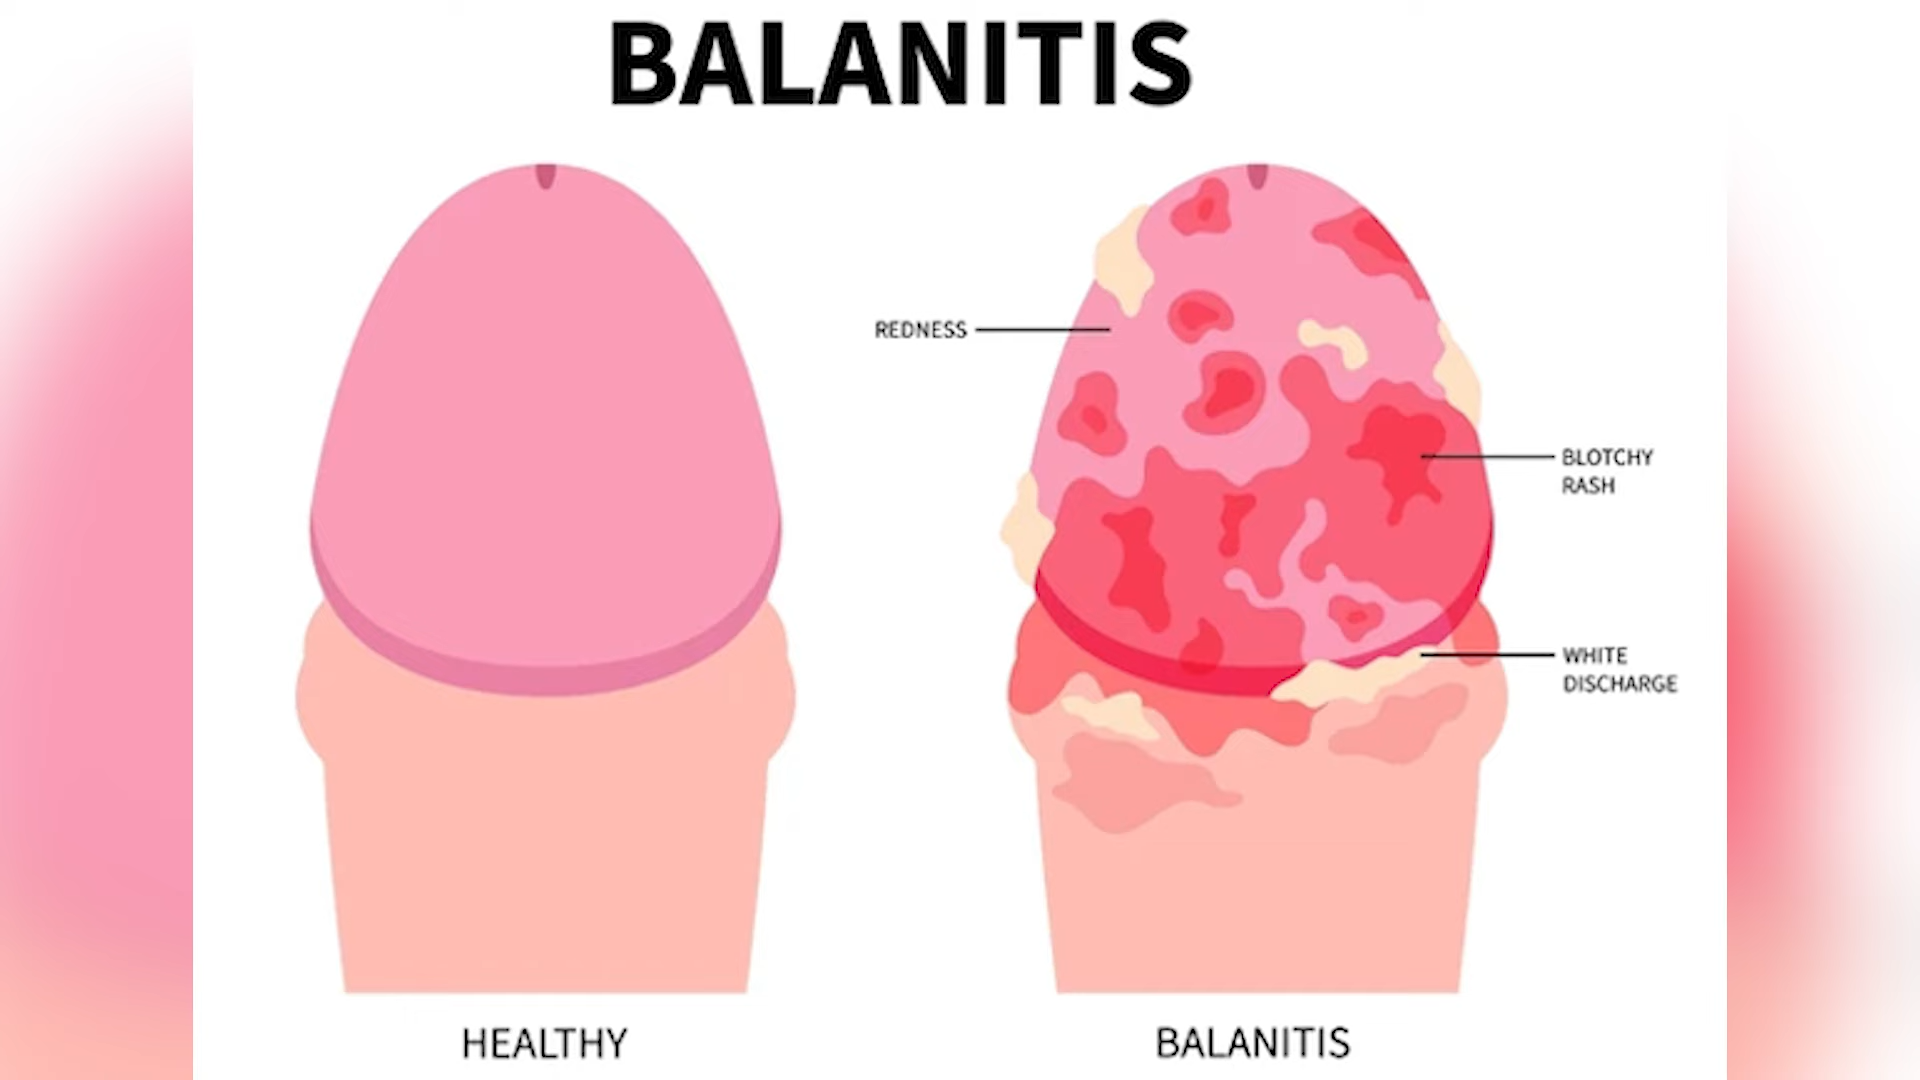 BALANITIS
REDNESS
BLOTCHY
RASH
WHITE
DISCHARGE
HEALTHY
BALANITIS